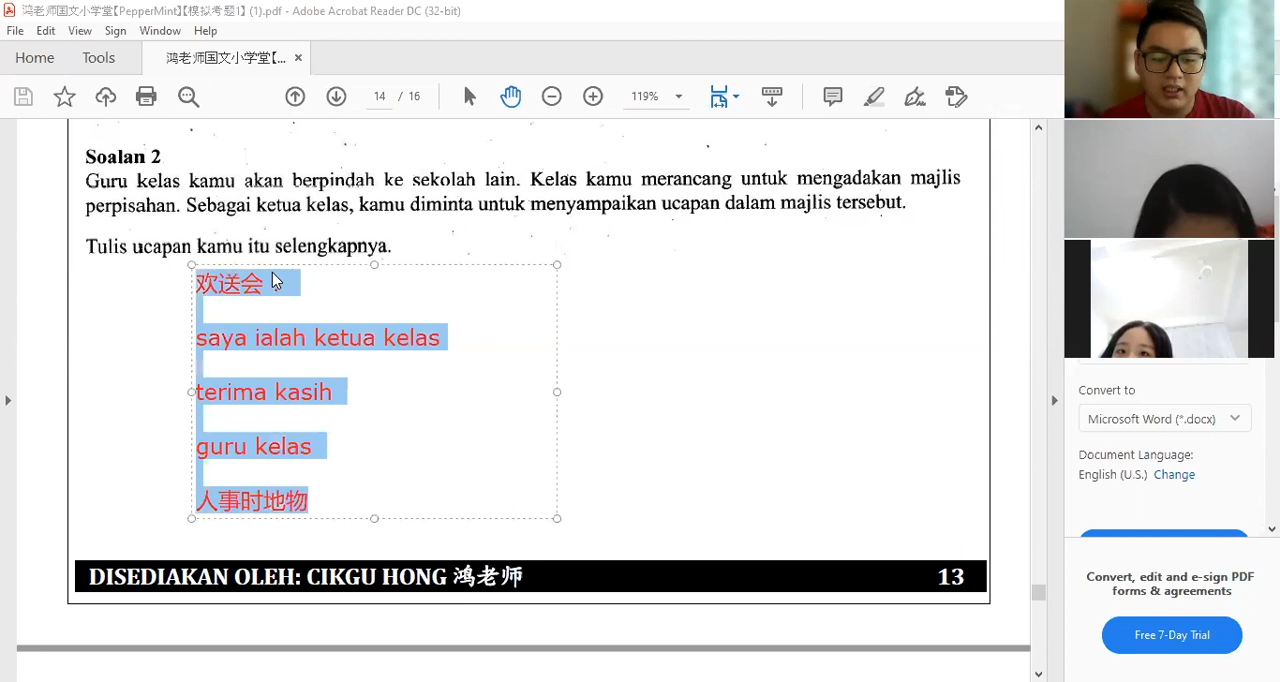 鸿老师国文小学堂【PepperMint】【模拟考题1】 (1).pdf - Adobe Acrobat Reader DC (32-bit)
File Edit View Sign Window Help
Home Tools 鸿老师国文小学堂【... ×
14 / 16 119%
Soalan 2
Guru kelas kamu akan berpindah ke sekolah lain. Kelas kamu merancang untuk mengadakan majlis
perpisahan. Sebagai ketua kelas, kamu diminta untuk menyampaikan ucapan dalam majlis tersebut.
Tulis ucapan kamu itu selengkapnya.
欢送会
saya ialah ketua kelas
terima kasih
guru kelas
人事时地物
DISEDIAKAN OLEH: CIKGU HONG 鸿老师 13
Convert to
Microsoft Word (*.docx)
Document Language:
English (U.S.) Change
Convert, edit and e-sign PDF
forms & agreements
Free 7-Day Trial